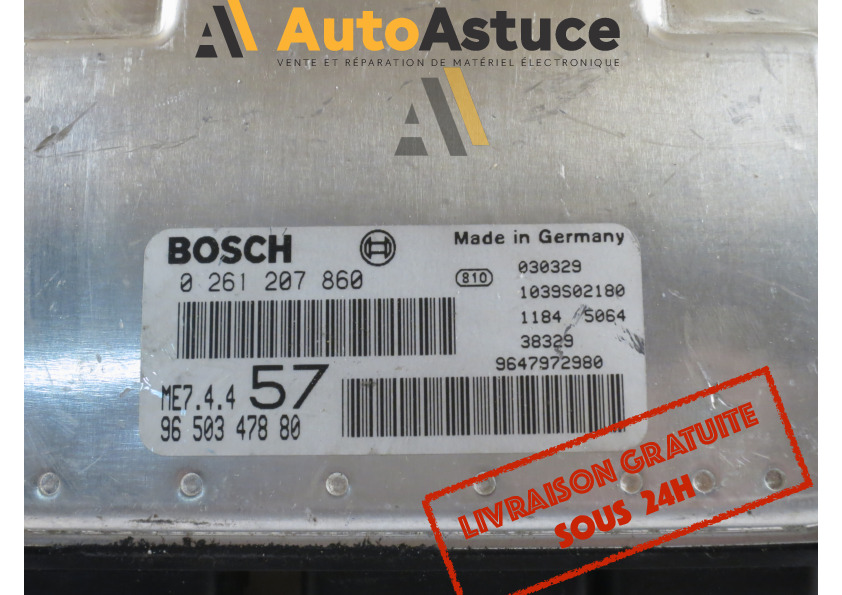 AutoAstuce
VENTE ET RÉPARATION DE MATÉRIEL ÉLECTRONIQUE
BOSCH
Made in Germany
0 261 207 860
810
030329
1039S02180
1184 S064
38329
9647972980
ME7.4.4 57
96 503 478 80
LIVRAISON GRATUITE
SOUS 24H